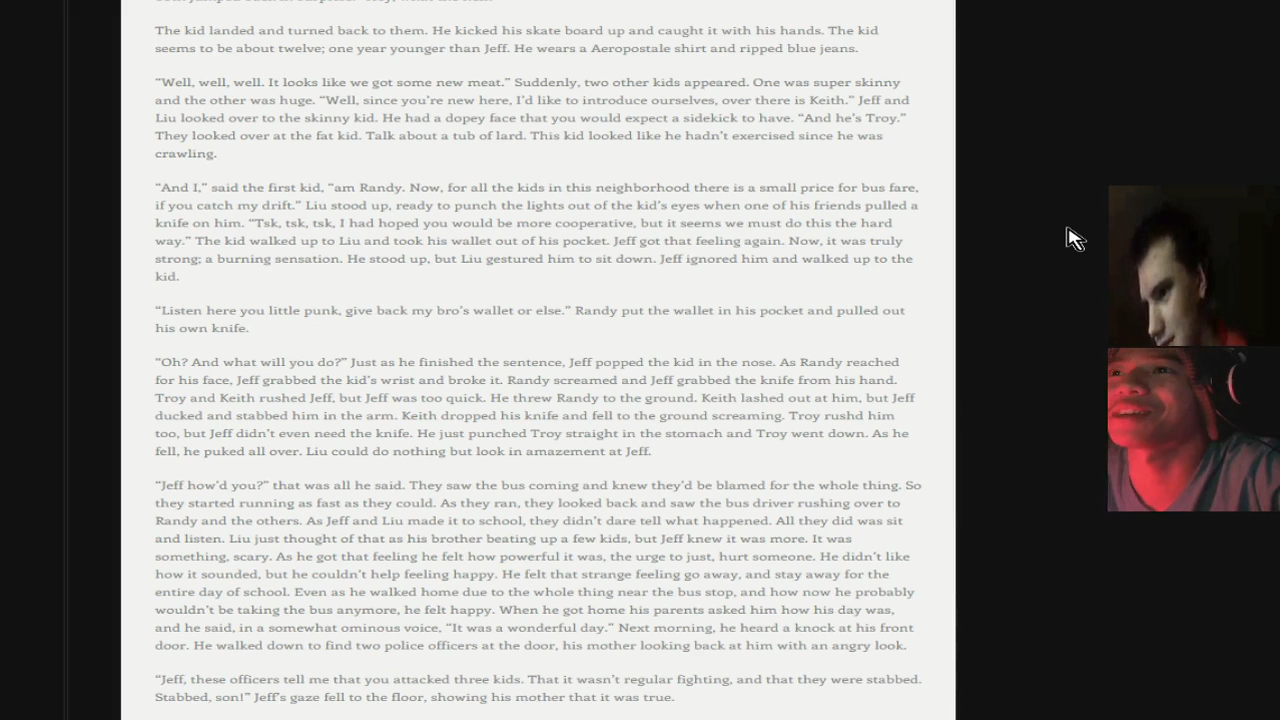 The kid landed and turned back to them. He kicked his skate board up and caught it with his hands. The kid
seems to be about twelve; one year younger than Jeff. He wears a Aeropostale shirt and ripped blue jeans.
“Well, well, well. It looks like we got some new meat.” Suddenly, two other kids appeared. One was super skinny
and the other was huge. “Well, since you’re new here, I’d like to introduce ourselves, over there is Keith.” Jeff and
Liu looked over to the skinny kid. He had a dopey face that you would expect a sidekick to have. “And he’s Troy.”
They looked over at the fat kid. Talk about a tub of lard. This kid looked like he hadn’t exercised since he was
crawling.
“And I,” said the first kid, “am Randy. Now, for all the kids in this neighborhood there is a small price for bus fare,
if you catch my drift.” Liu stood up, ready to punch the lights out of the kid’s eyes when one of his friends pulled a
knife on him. “Tsk, tsk, tsk, I had hoped you would be more cooperative, but it seems we must do this the hard
way.” The kid walked up to Liu and took his wallet out of his pocket. Jeff got that feeling again. Now, it was truly
strong; a burning sensation. He stood up, but Liu gestured him to sit down. Jeff ignored him and walked up to the
kid.
“Listen here you little punk, give back my bro’s wallet or else.” Randy put the wallet in his pocket and pulled out
his own knife.
“Oh? And what will you do?” Just as he finished the sentence, Jeff popped the kid in the nose. As Randy reached
for his face, Jeff grabbed the kid’s wrist and broke it. Randy screamed and Jeff grabbed the knife from his hand.
Troy and Keith rushed Jeff, but Jeff was too quick. He threw Randy to the ground. Keith lashed out at him, but Jeff
ducked and stabbed him in the arm. Keith dropped his knife and fell to the ground screaming. Troy rushd him
too, but Jeff didn’t even need the knife. He just punched Troy straight in the stomach and Troy went down. As he
fell, he puked all over. Liu could do nothing but look in amazement at Jeff.
“Jeff how’d you?” that was all he said. They saw the bus coming and knew they’d be blamed for the whole thing. So
they started running as fast as they could. As they ran, they looked back and saw the bus driver rushing over to
Randy and the others. As Jeff and Liu made it to school, they didn’t dare tell what happened. All they did was sit
and listen. Liu just thought of that as his brother beating up a few kids, but Jeff knew it was more. It was
something, scary. As he got that feeling he felt how powerful it was, the urge to just, hurt someone. He didn’t like
how it sounded, but he couldn’t help feeling happy. He felt that strange feeling go away, and stay away for the
entire day of school. Even as he walked home due to the whole thing near the bus stop, and how now he probably
wouldn’t be taking the bus anymore, he felt happy. When he got home his parents asked him how his day was,
and he said, in a somewhat ominous voice, “It was a wonderful day.” Next morning, he heard a knock at his front
door. He walked down to find two police officers at the door, his mother looking back at him with an angry look.
“Jeff, these officers tell me that you attacked three kids. That it wasn’t regular fighting, and that they were stabbed.
Stabbed, son!” Jeff’s gaze fell to the floor, showing his mother that it was true.